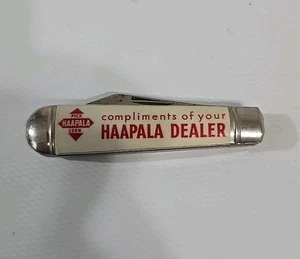 PICK
HAAPALA
CORN
compliments of your
HAAPALA DEALER